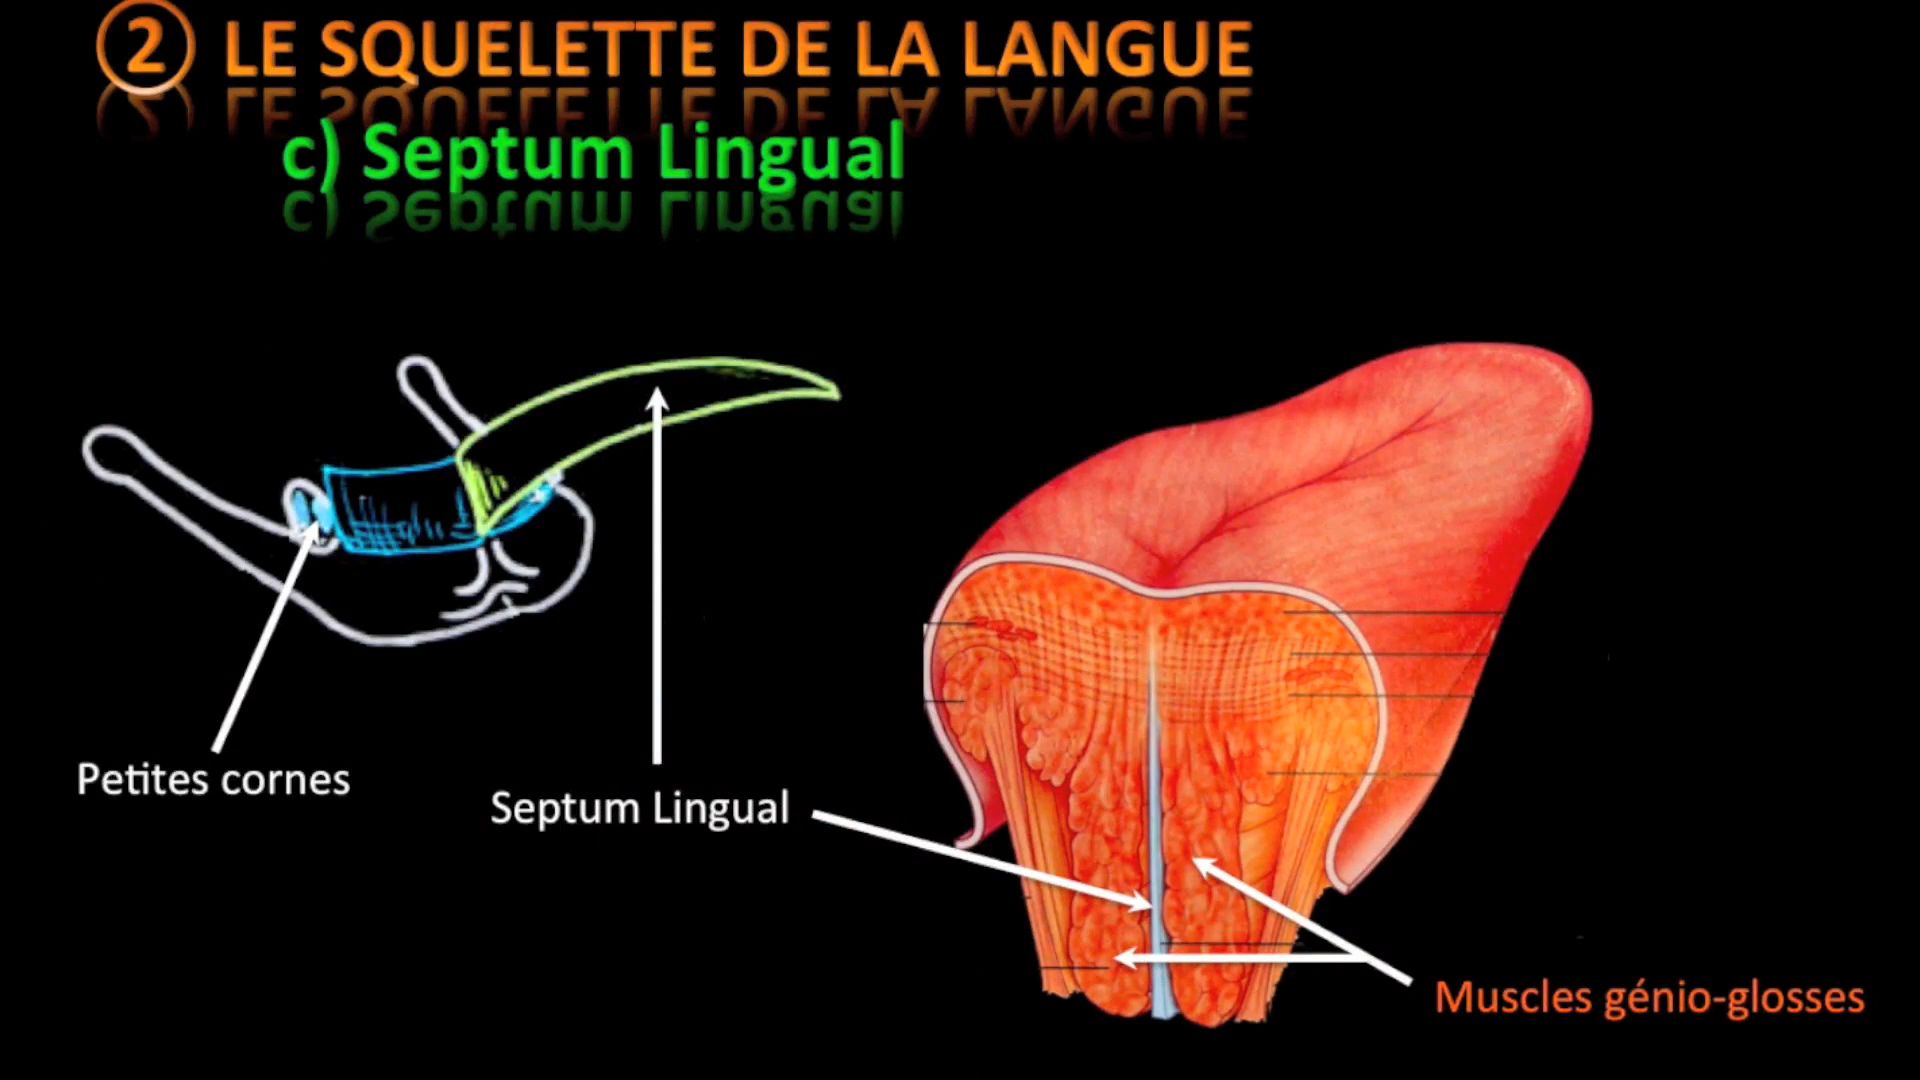 2 LE SQUELETTE DE LA LANGUE
c) Septum Lingual
Petites cornes
Septum Lingual
Muscles génio-glosses